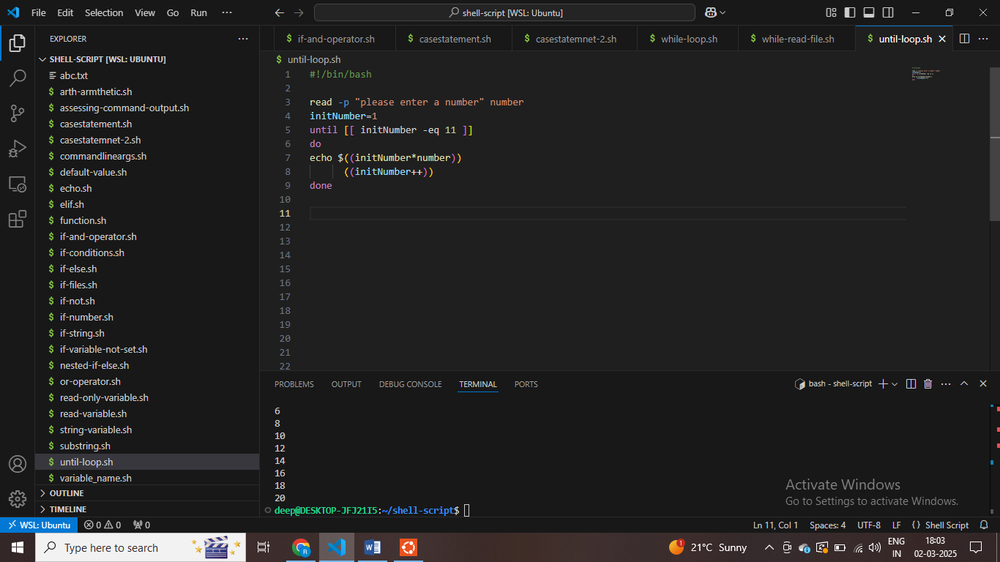 File Edit Selection View Go Run ··· shell-script [WSL: Ubuntu]
EXPLORER
SHELL-SCRIPT [WSL: UBUNTU]
abc.txt
$ arth-armthetic.sh
$ assessing-command-output.sh
$ casestatement.sh
$ casestatemnet-2.sh
$ commandlineargs.sh
$ default-value.sh
$ echo.sh
$ elif.sh
$ function.sh
$ if-and-operator.sh
$ if-conditions.sh
$ if-else.sh
$ if-files.sh
$ if-not.sh
$ if-number.sh
$ if-string.sh
$ if-variable-not-set.sh
$ nested-if-else.sh
$ or-operator.sh
$ read-only-variable.sh
$ read-variable.sh
$ string-variable.sh
$ substring.sh
$ until-loop.sh
$ variable_name.sh
OUTLINE
TIMELINE
$ if-and-operator.sh $ casestatement.sh $ casestatemnet-2.sh $ while-loop.sh $ while-read-file.sh $ until-loop.sh
$ until-loop.sh
1 #!/bin/bash
2
3 read -p "please enter a number" number
4 initNumber=1
5 until [[ initNumber -eq 11 ]]
6 do
7 echo $((initNumber*number))
8 ((initNumber++))
9 done
10
11
12
13
14
15
16
17
18
19
20
21
22
PROBLEMS OUTPUT DEBUG CONSOLE TERMINAL PORTS bash - shell-script
6
8
10
12
14
16
18
20
deep@DESKTOP-JFJ21I5:~/shell-script$
Activate Windows
Go to Settings to activate Windows.
WSL: Ubuntu 0 0 0 Ln 11, Col 1 Spaces: 4 UTF-8 LF {} Shell Script
Type here to search 1 21°C Sunny ENG IN 18:03 02-03-2025